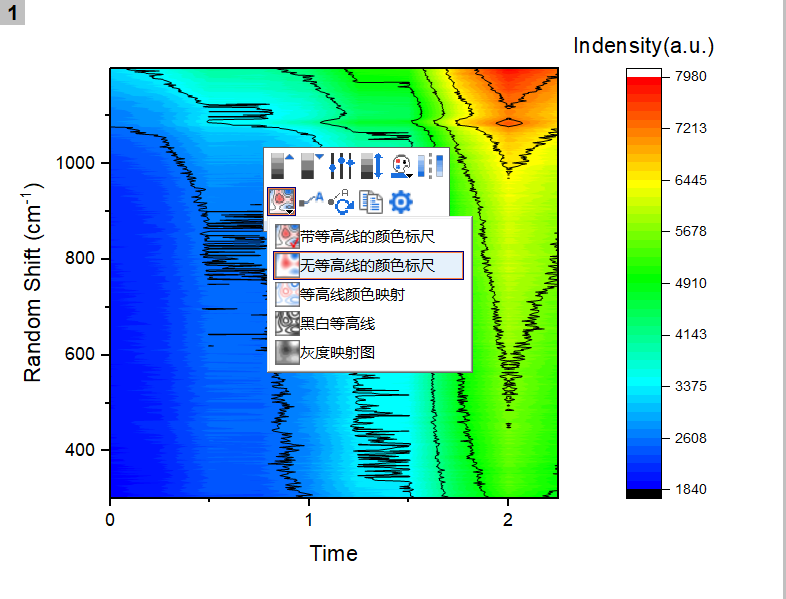 1
Indensity(a.u.)
7980
7213
6445
5678
4910
4143
3375
2608
1840
Random Shift (cm⁻¹)
1000
800
600
400
A
A
带等高线的颜色标尺
无等高线的颜色标尺
等高线颜色映射
黑白等高线
灰度映射图
0
1
2
Time